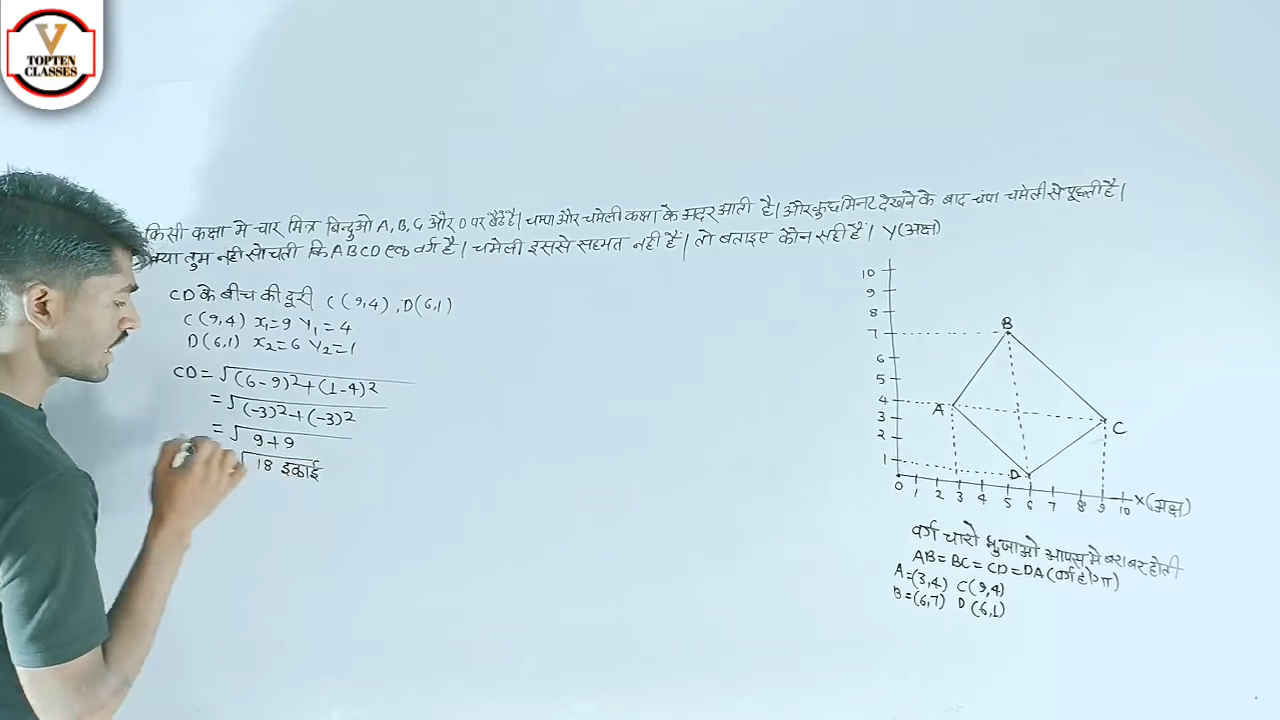 V
TOPTEN
CLASSES
किसी कक्षा मे चार मित्र बिन्दुओ A, B, C और D पर बैठे है। चम्पा और चमेली कक्षा के अन्दर आती है। और कुछ मिनट देखने के बाद चंपा चमेली से पूछती है।
क्या तुम नही सोचती कि ABCD एक वर्ग है। चमेली इससे सहमत नही है। तो बताइए कौन सही है।
Y(अक्ष)
CD के बीच की दूरी C(9,4), D(6,1)
C(9,4) x₁=9 Y₁=4
D(6,1) x₂=6 Y₂=1
CD = √(6-9)²+(1-4)²
= √(-3)²+(-3)²
= √9+9
√18 इकाई
10
9
8
7
6
5
4
3
2
1
B
A
C
D
0 1 2 3 4 5 6 7 8 9 10 X(अक्ष)
वर्ग चारो भुजाओ आपस मे बराबर होती
AB=BC=CD=DA(वर्ग होगा)
A=(3,4) C(9,4)
B=(6,7) D(6,1)